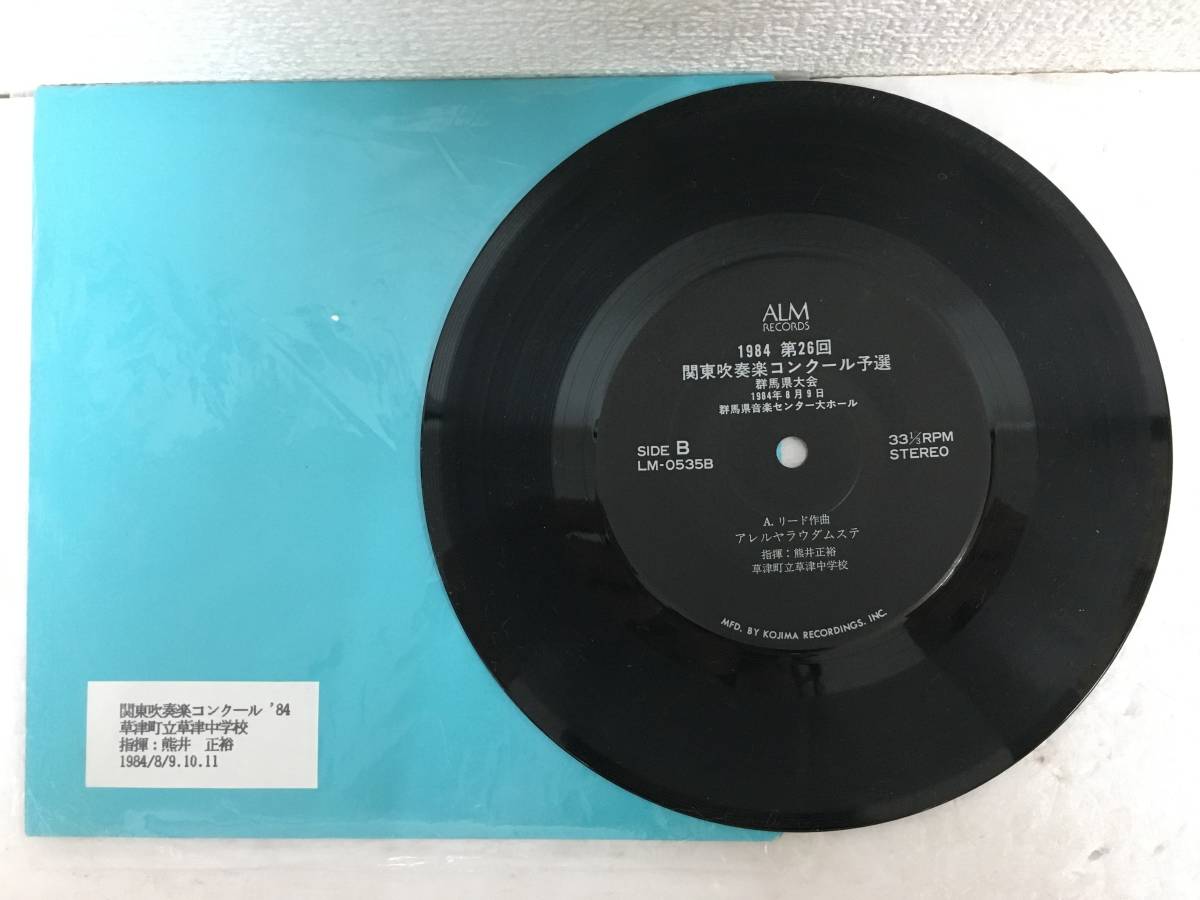 ALM
RECORDS
1984 第26回
関東吹奏楽コンクール予選
群馬県大会
1984年8月9日
群馬県音楽センター大ホール
SIDE B
LM-0535B
33⅓RPM
STEREO
A.リード作曲
アレルヤラウダムステ
指揮:熊井正裕
草津町立草津中学校
MFD. BY KOJIMA RECORDINGS, INC.
関東吹奏楽コンクール '84
草津町立草津中学校
指揮:熊井 正裕
1984/8/9.10.11